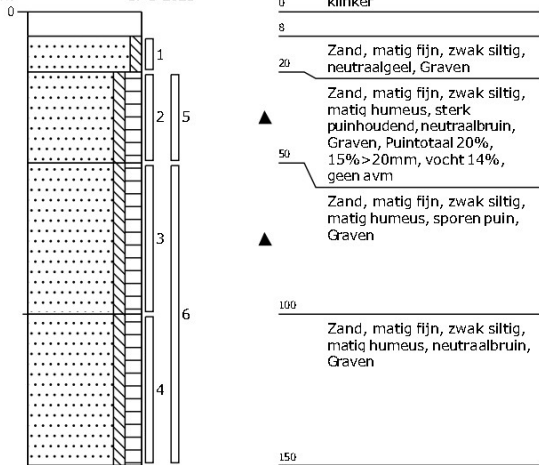 0
1
2
5
3
6
4
0
klinker
8
Zand, matig fijn, zwak siltig,
neutraalgeel, Graven
20
Zand, matig fijn, zwak siltig,
matig humeus, sterk
puinhoudend, neutraalbruin,
Graven, Puintotaal 20%,
15%>20mm, vocht 14%,
geen avm
50
Zand, matig fijn, zwak siltig,
matig humeus, sporen puin,
Graven
100
Zand, matig fijn, zwak siltig,
matig humeus, neutraalbruin,
Graven
150